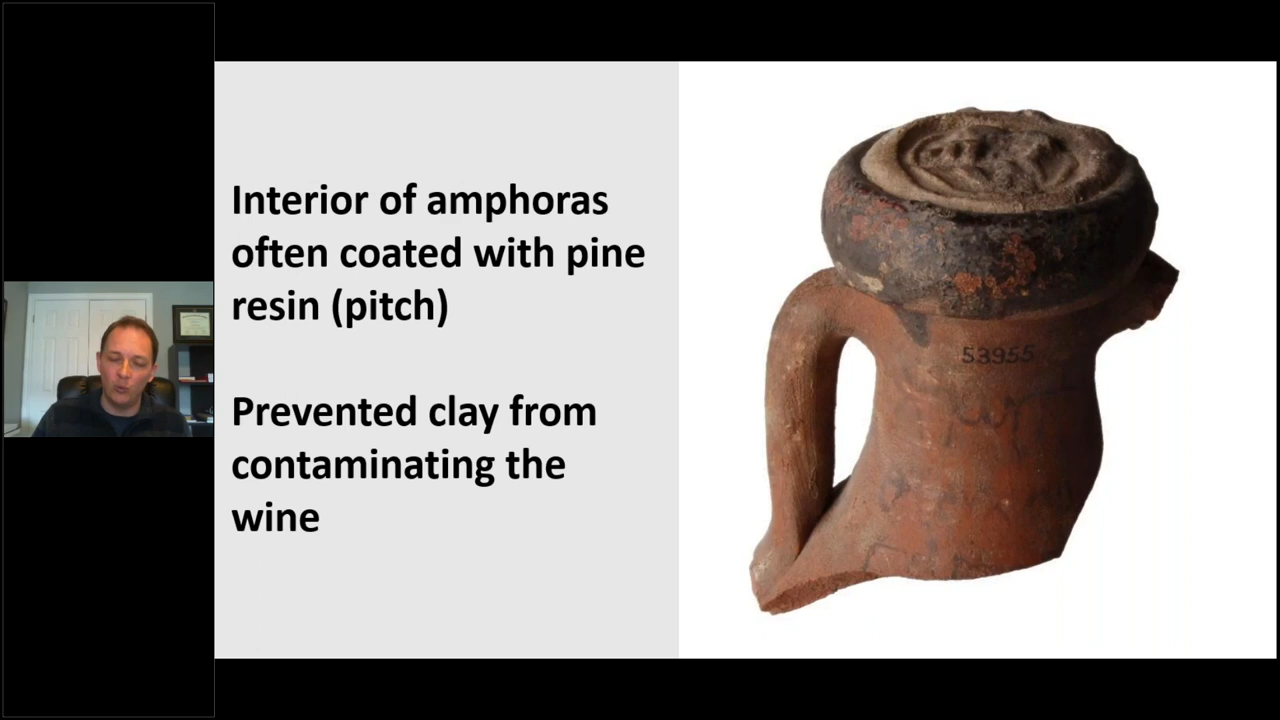 Interior of amphoras
often coated with pine
resin (pitch)
Prevented clay from
contaminating the
wine
53955